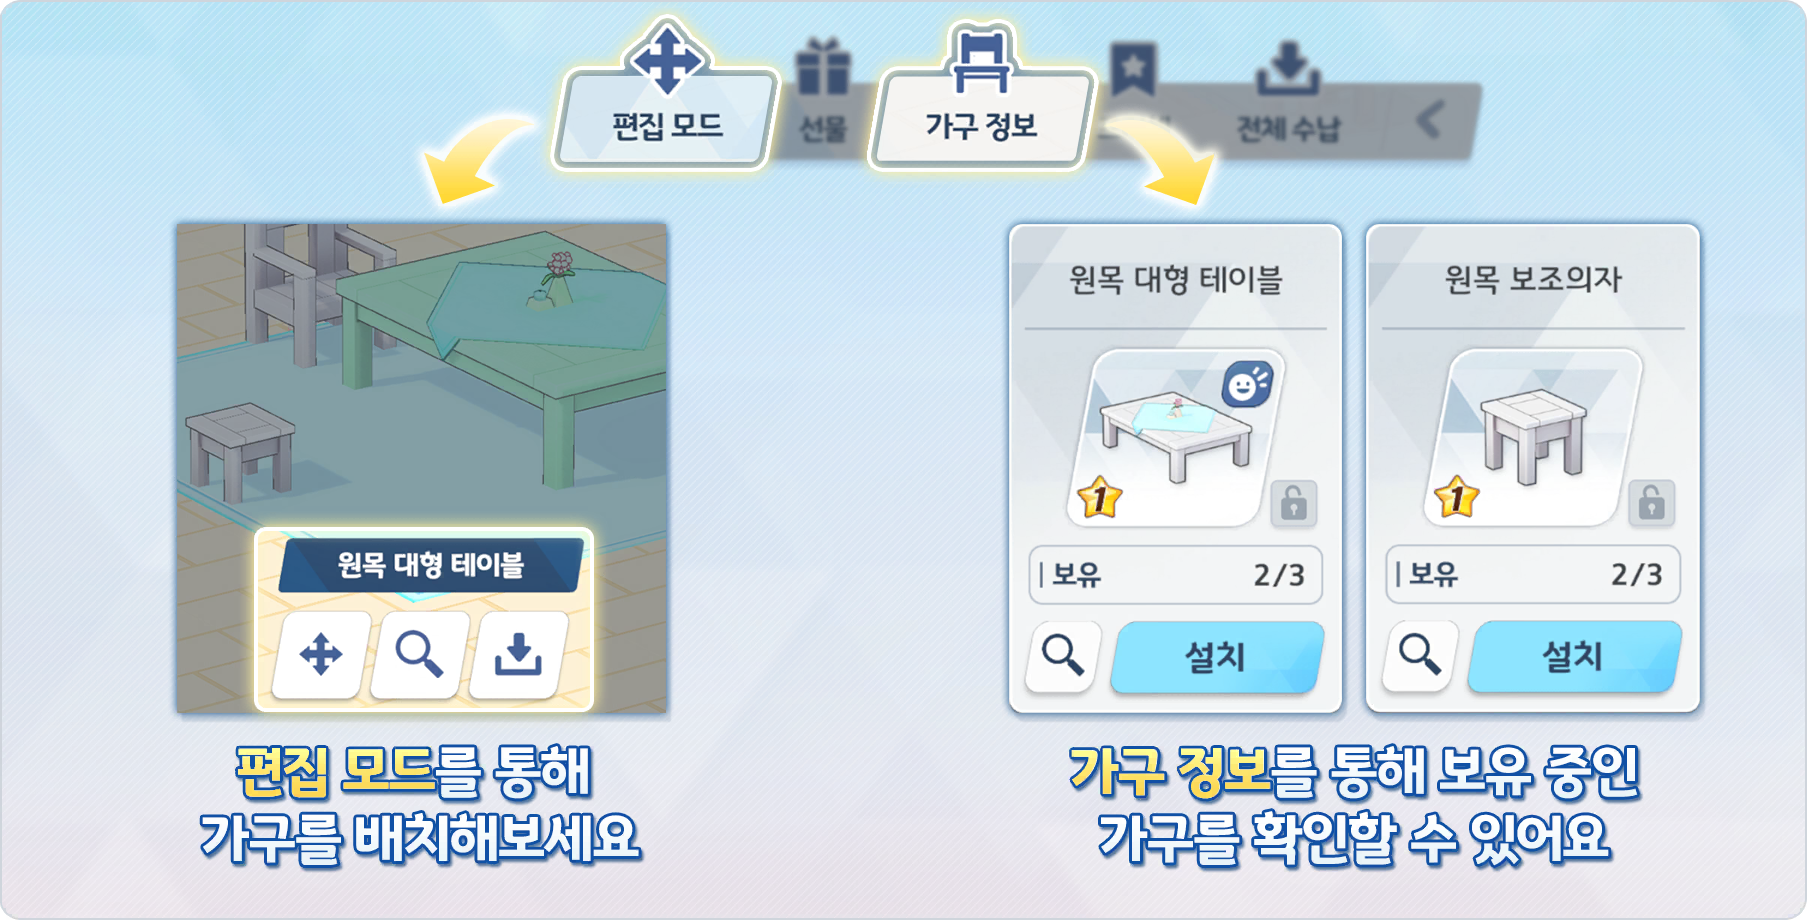 편집 모드
선물
가구 정보
전체 수납
원목 대형 테이블
편집 모드를 통해
가구를 배치해보세요
원목 대형 테이블
1
보유 2/3
설치
원목 보조의자
1
보유 2/3
설치
가구 정보를 통해 보유 중인
가구를 확인할 수 있어요